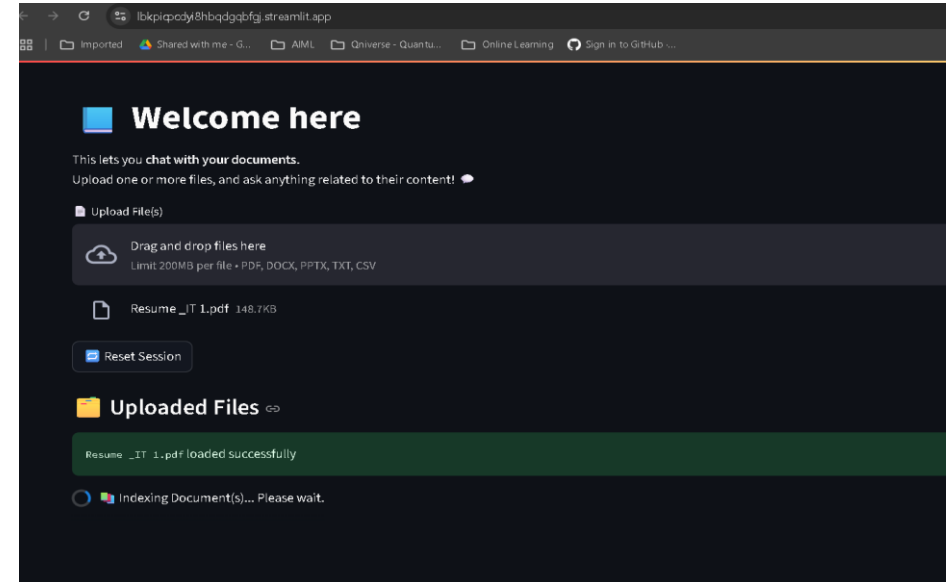 lbkpiqpodyi8hbqdgqbfgj.streamlit.app
Imported Shared with me - G... AIML Qniverse - Quantu... Online Learning Sign in to GitHub -...
Welcome here
This lets you chat with your documents.
Upload one or more files, and ask anything related to their content!
Upload File(s)
Drag and drop files here
Limit 200MB per file • PDF, DOCX, PPTX, TXT, CSV
Resume _IT 1.pdf 148.7KB
Reset Session
Uploaded Files
Resume _IT 1.pdf loaded successfully
Indexing Document(s)... Please wait.